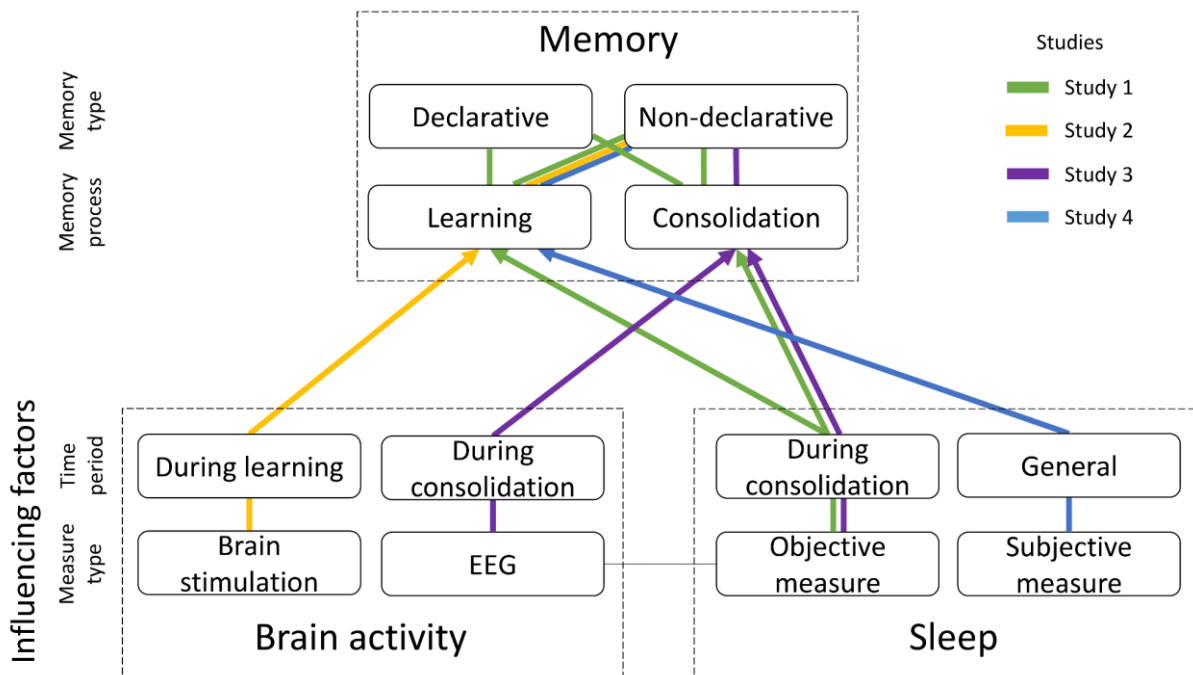 Memory
Studies
Memory
type
Declarative
Non-declarative
Study 1
Study 2
Memory
process
Learning
Consolidation
Study 3
Study 4
Influencing factors
Time
period
During learning
During
consolidation
During
consolidation
General
Measure
type
Brain
stimulation
EEG
Objective
measure
Subjective
measure
Brain activity
Sleep